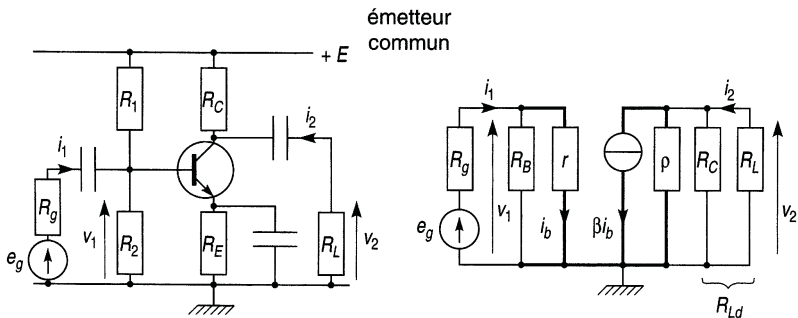 émetteur
commun
+ E
R1
RC
i1
i2
Rg
v1
R2
RE
RL
v2
eg
i1
i2
Rg
v1
RB
r
ρ
RC
RL
v2
eg
ib
βib
RLd